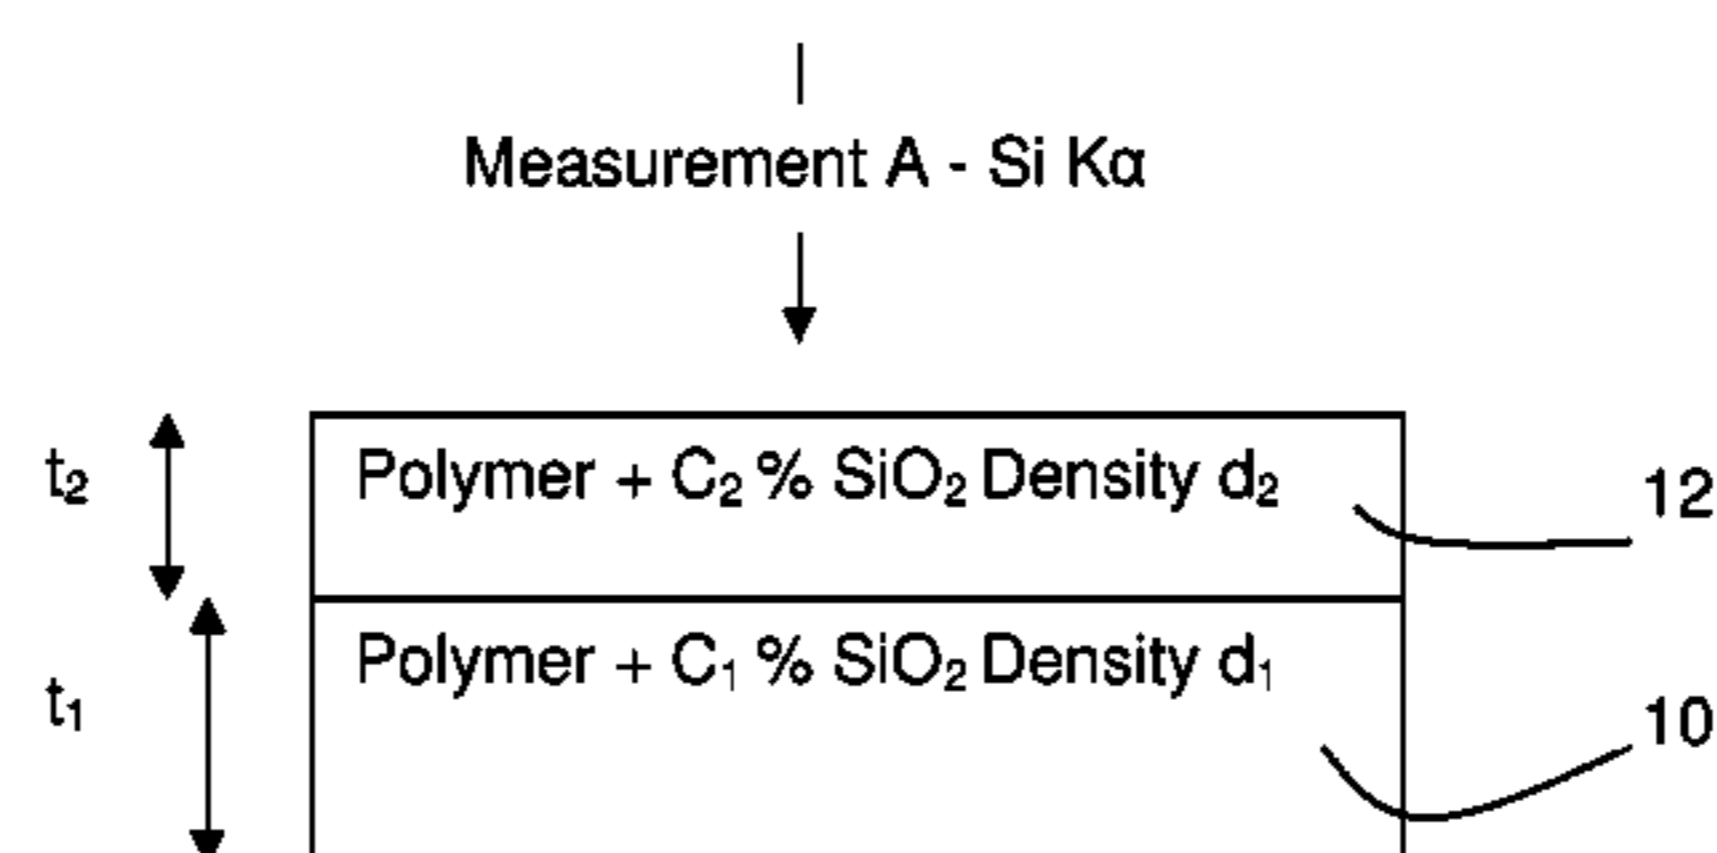 Measurement A - Si Kα
t₂
Polymer + C₂ % SiO₂ Density d₂
12
Polymer + C₁ % SiO₂ Density d₁
t₁
10